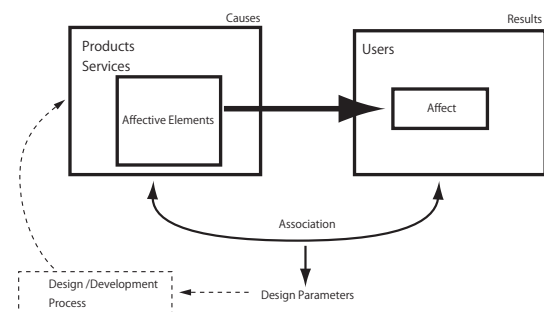 Causes
Results
Products
Services
Users
Affective Elements
Affect
Association
Design /Development
Process
Design Parameters